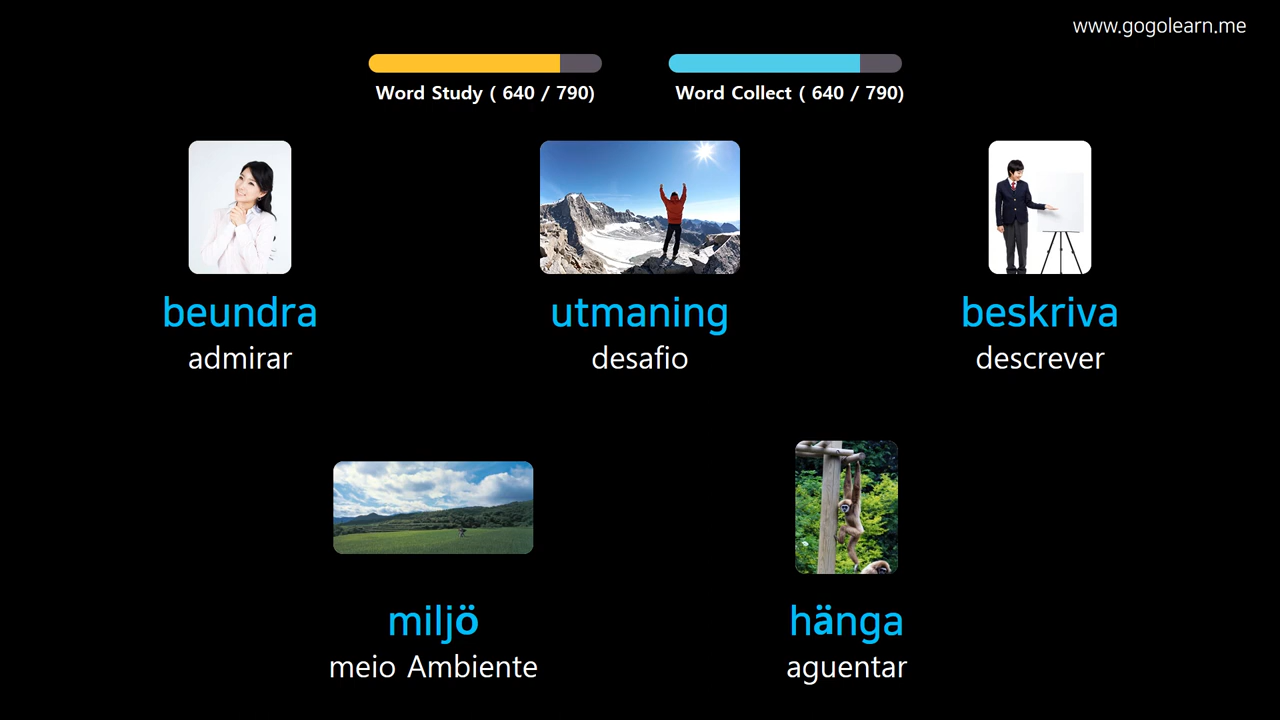 www.gogolearn.me
Word Study ( 640 / 790)
Word Collect ( 640 / 790)
beundra
admirar
utmaning
desafio
beskriva
descrever
miljö
meio Ambiente
hänga
aguentar